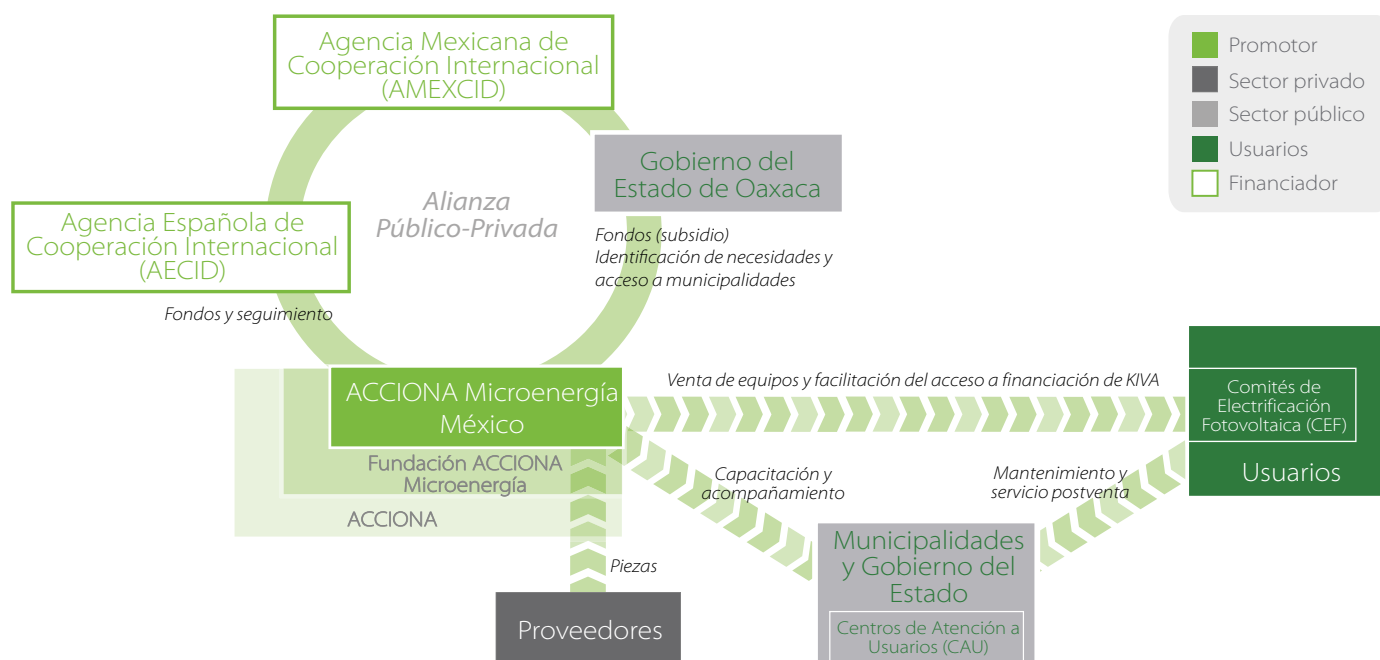 Agencia Mexicana de
Cooperación Internacional
(AMEXCID)
Promotor
Sector privado
Sector público
Usuarios
Financiador
Gobierno del
Estado de Oaxaca
Alianza
Público-Privada
Agencia Española de
Cooperación Internacional
(AECID)
Fondos (subsidio)
Identificación de necesidades y
acceso a municipalidades
Fondos y seguimiento
ACCIONA Microenergía
México
Venta de equipos y facilitación del acceso a financiación de KIVA
Comités de
Electrificación
Fotovoltaica (CEF)
Usuarios
Fundación ACCIONA
Microenergía
ACCIONA
Capacitación y
acompañamiento
Mantenimiento y
servicio postventa
Piezas
Proveedores
Municipalidades
y Gobierno del
Estado
Centros de Atención a
Usuarios (CAU)